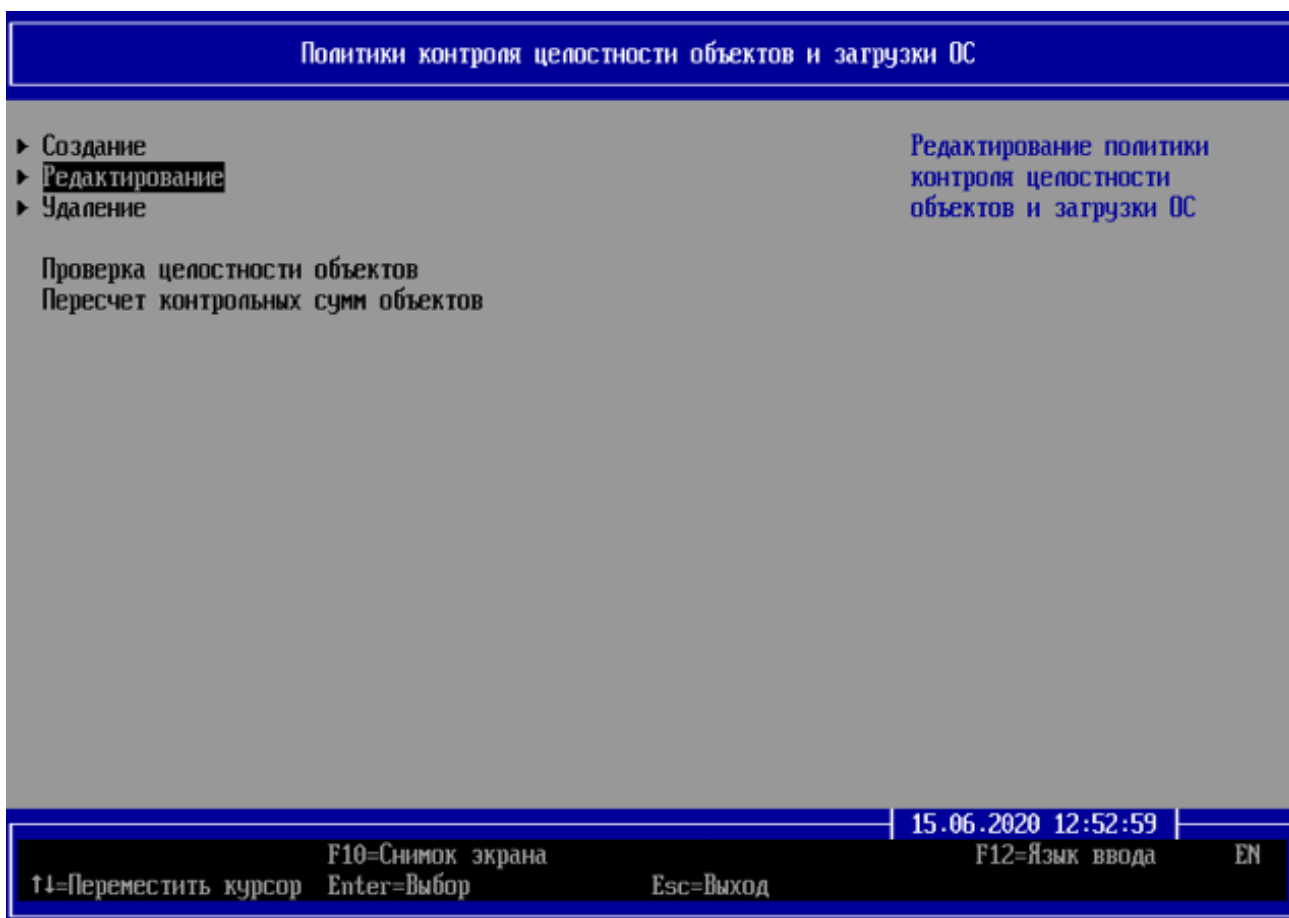 Политики контроля целостности объектов и загрузки ОС
Создание
Редактирование
Удаление
Проверка целостности объектов
Пересчет контрольных сумм объектов
Редактирование политики
контроля целостности
объектов и загрузки ОС
15.06.2020 12:52:59
F10=Снимок экрана F12=Язык ввода EN
↑↓=Переместить курсор Enter=Выбор Esc=Выход